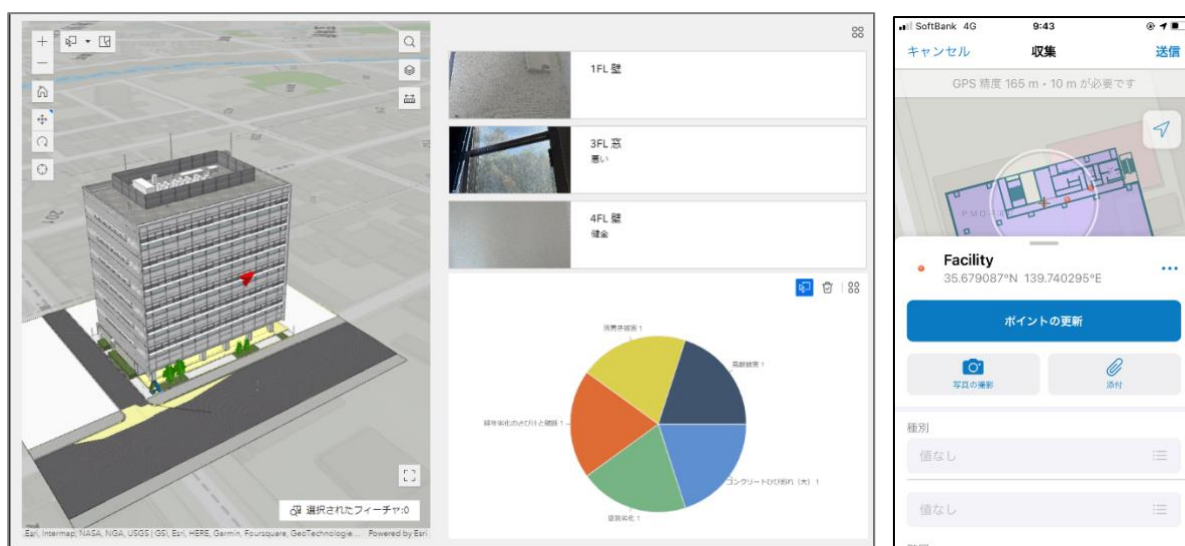 1FL 壁
3FL 窓
悪い
4FL 壁
健全
コンクリートひび割れ（大） 1
選択されたフィーチャ:0
Esri, Intermap, NASA, NGA, USGS | GSI, Esri, HERE, Garmin, Foursquare, GeoTechnologie... Powered by Esri
SoftBank 4G 9:43
キャンセル 収集 送信
GPS 精度 165 m • 10 m が必要です
Facility
35.679087°N 139.740295°E
ポイントの更新
写真の撮影 添付
種別
値なし
値なし